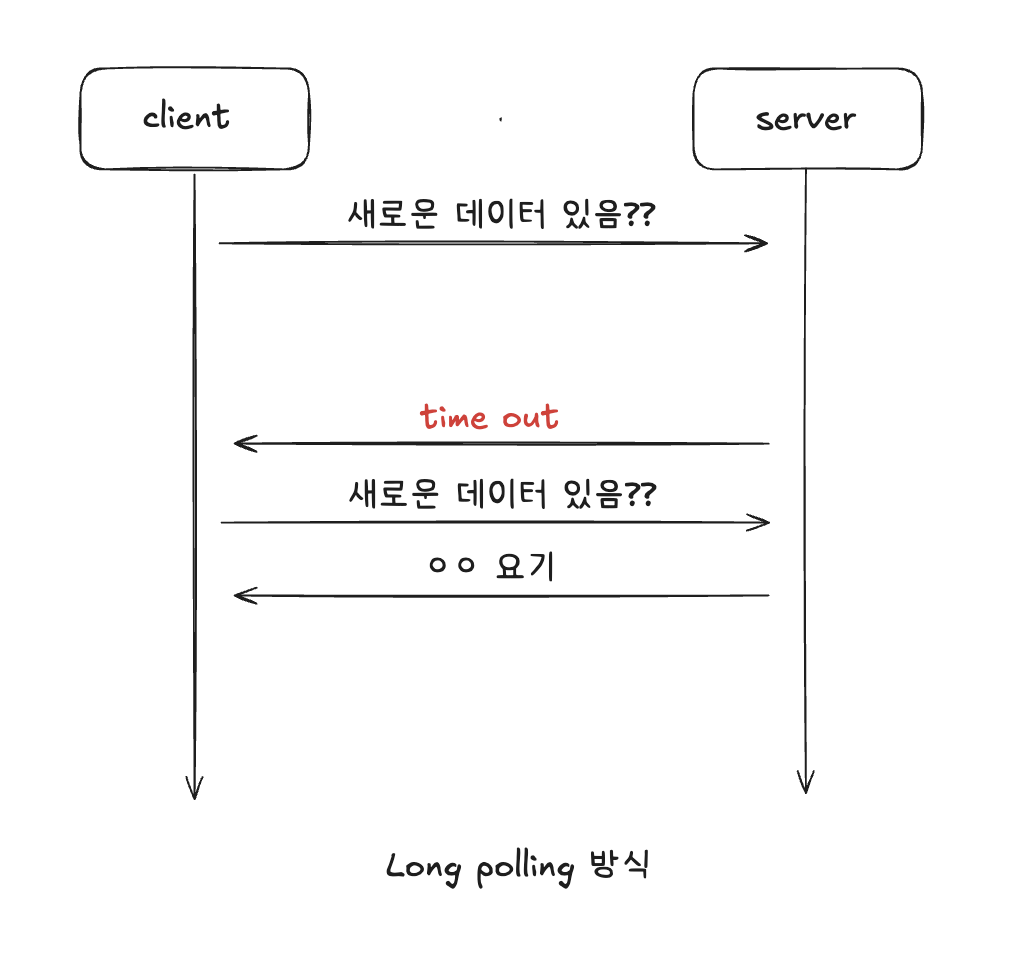 client
server
새로운 데이터 있음??
time out
새로운 데이터 있음??
ㅇㅇ 요기
Long polling 방식